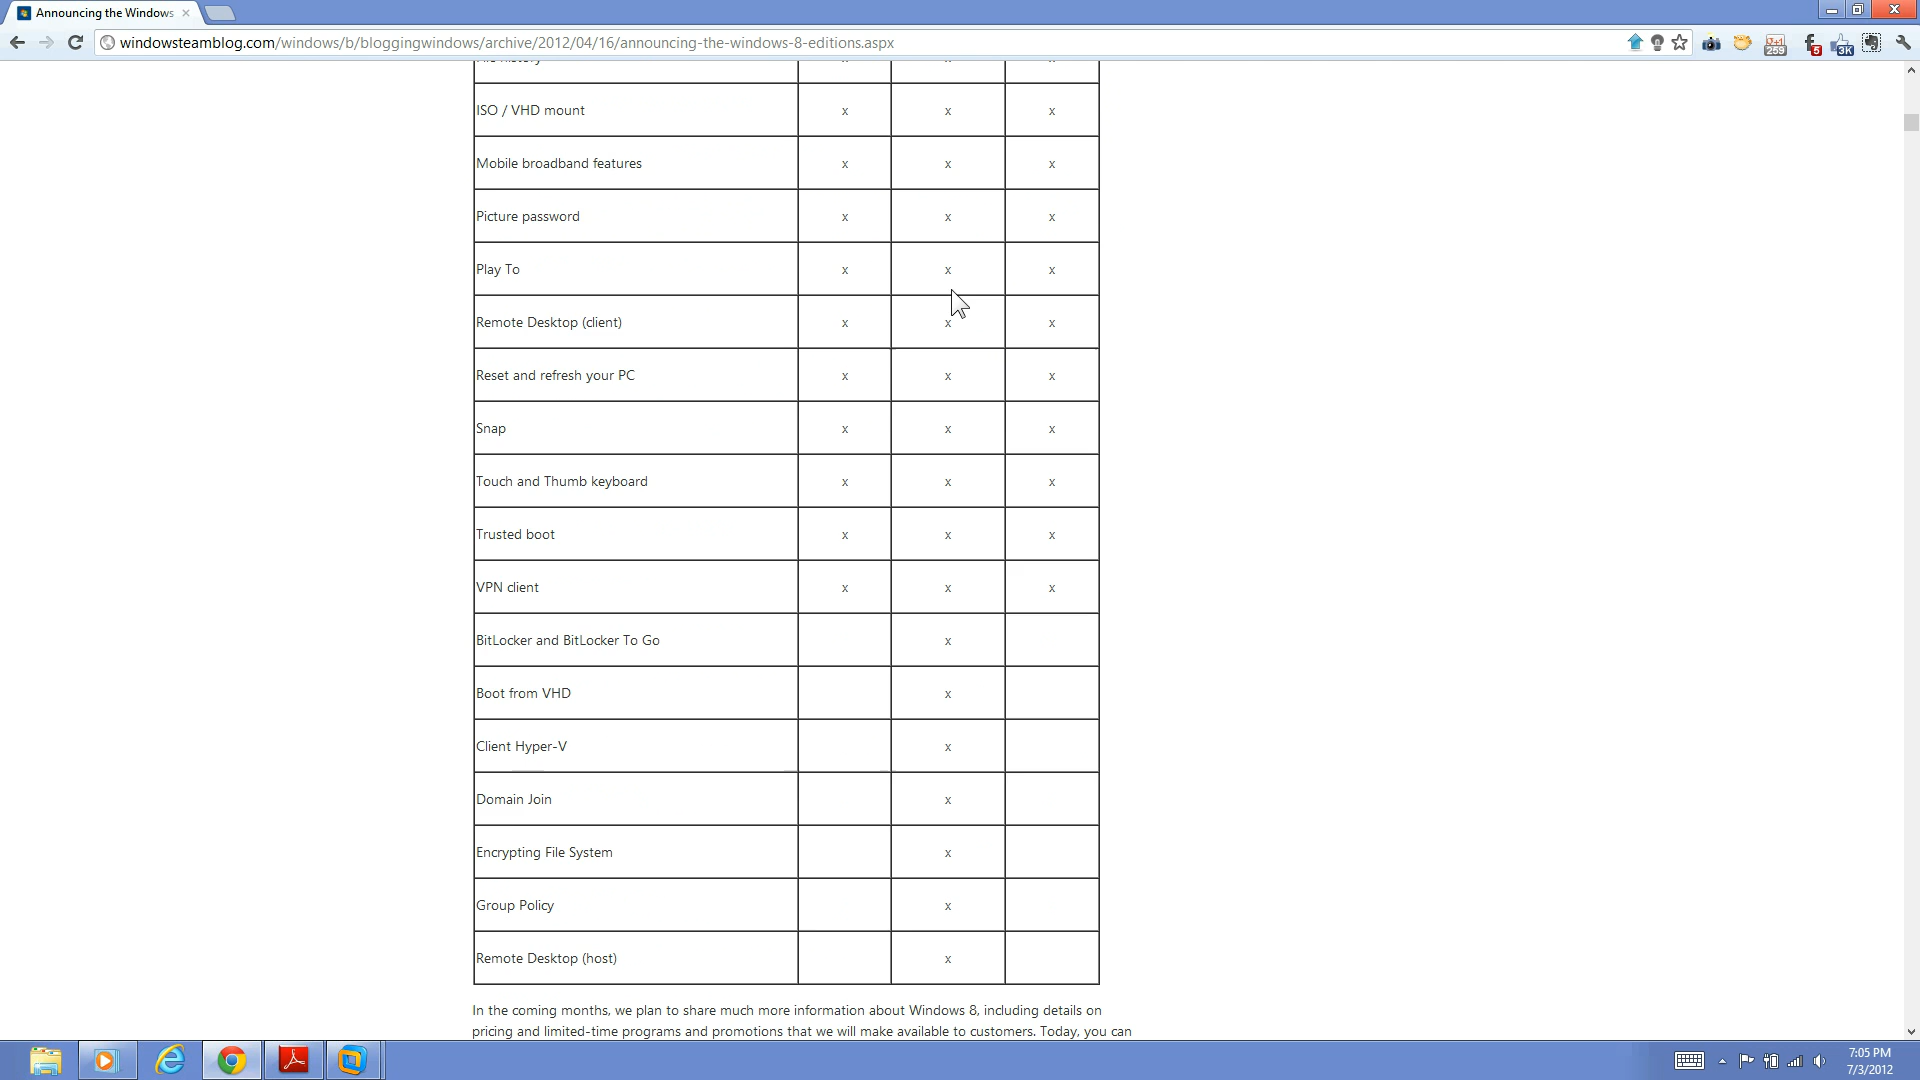 Announcing the Windows
windowsteamblog.com/windows/b/bloggingwindows/archive/2012/04/16/announcing-the-windows-8-editions.aspx
259 5 3K
ISO / VHD mount x x x
Mobile broadband features x x x
Picture password x x x
Play To x x x
Remote Desktop (client) x x x
Reset and refresh your PC x x x
Snap x x x
Touch and Thumb keyboard x x x
Trusted boot x x x
VPN client x x x
BitLocker and BitLocker To Go x
Boot from VHD x
Client Hyper-V x
Domain Join x
Encrypting File System x
Group Policy x
Remote Desktop (host) x
In the coming months, we plan to share much more information about Windows 8, including details on
pricing and limited-time programs and promotions that we will make available to customers. Today, you can
7:05 PM
7/3/2012